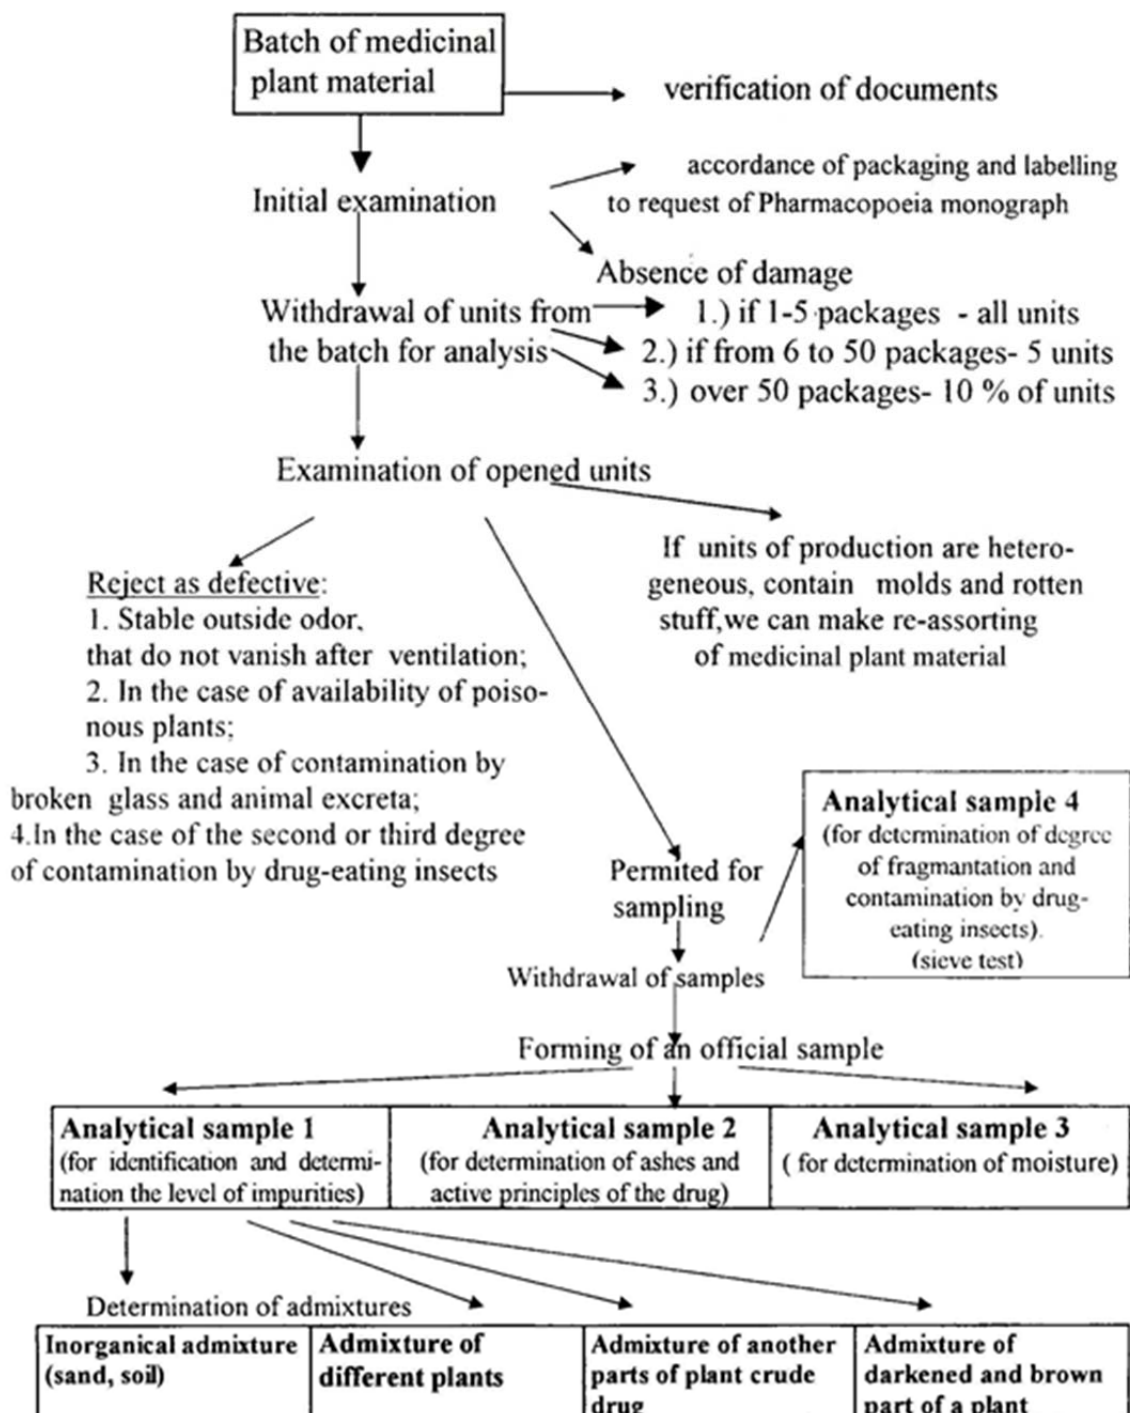 Batch of medicinal
plant material
verification of documents
Initial examination
accordance of packaging and labelling
to request of Pharmacopoeia monograph
Absence of damage
Withdrawal of units from
the batch for analysis
1.) if 1-5 packages - all units
2.) if from 6 to 50 packages- 5 units
3.) over 50 packages- 10 % of units
Examination of opened units
Reject as defective:
1. Stable outside odor,
that do not vanish after ventilation;
2. In the case of availability of poiso-
nous plants;
3. In the case of contamination by
broken glass and animal excreta;
4.In the case of the second or third degree
of contamination by drug-eating insects
If units of production are hetero-
geneous, contain molds and rotten
stuff,we can make re-assorting
of medicinal plant material
Permited for
sampling
Analytical sample 4
(for determination of degree
of fragmantation and
contamination by drug-
eating insects).
(sieve test)
Withdrawal of samples
Forming of an official sample
Analytical sample 1
(for identification and determi-
nation the level of impurities)
Analytical sample 2
(for determination of ashes and
active principles of the drug)
Analytical sample 3
( for determination of moisture)
Determination of admixtures
Inorganical admixture
(sand, soil)
Admixture of
different plants
Admixture of another
parts of plant crude
drug
Admixture of
darkened and brown
part of a plant